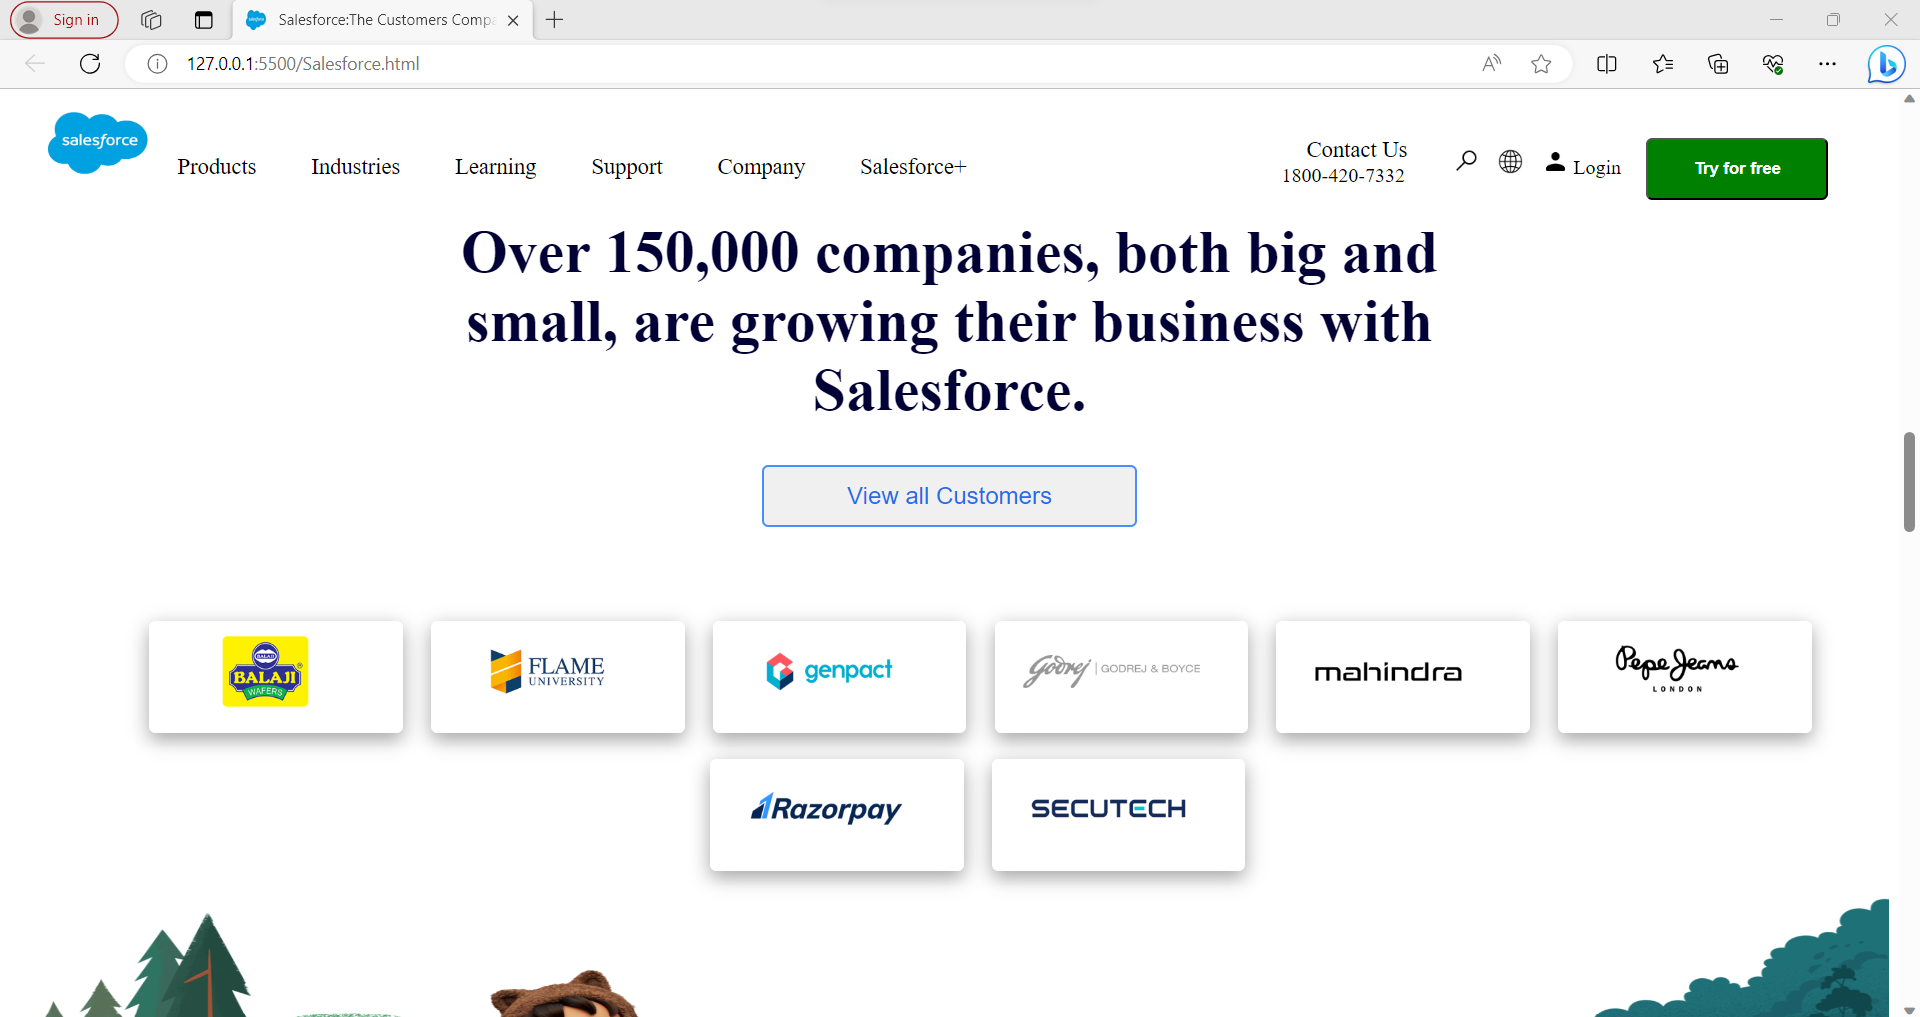 Sign in
Salesforce:The Customers Compa
127.0.0.1:5500/Salesforce.html
salesforce
Products Industries Learning Support Company Salesforce+
Contact Us
1800-420-7332
Login
Try for free
Over 150,000 companies, both big and
small, are growing their business with
Salesforce.
View all Customers
BALAJI
BALAJI
WAFERS
FLAME
UNIVERSITY
genpact
Godrej | GODREJ & BOYCE
mahindra
Pepe Jeans
LONDON
Razorpay
SECUTECH